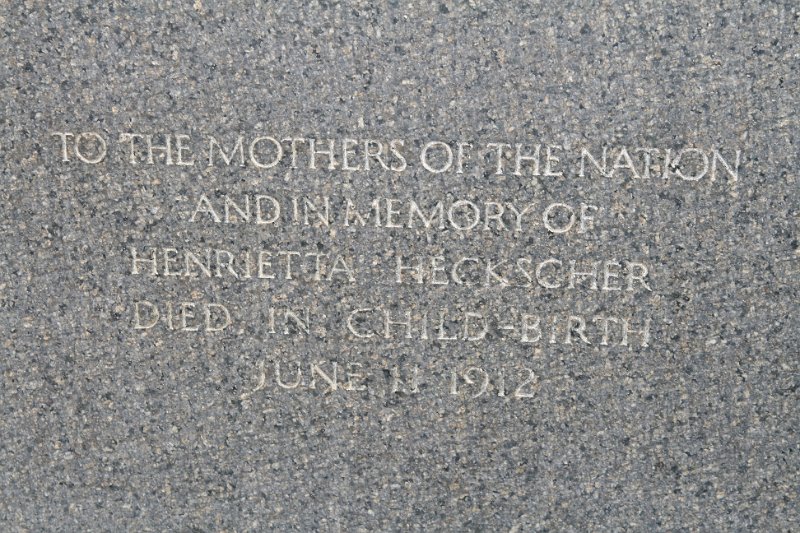 TO THE MOTHERS OF THE NATION
AND IN MEMORY OF
HENRIETTA HECKSCHER
DIED IN CHILD-BIRTH
JUNE 11 1912